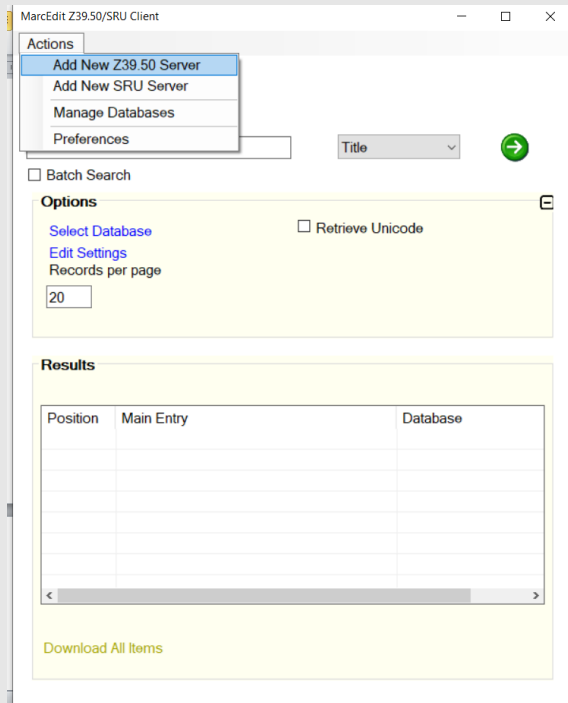 MarcEdit Z39.50/SRU Client
Actions
Add New Z39.50 Server
Add New SRU Server
Manage Databases
Preferences
Title
Batch Search
Options
Select Database
Retrieve Unicode
Edit Settings
Records per page
20
Results
Position Main Entry Database
Download All Items